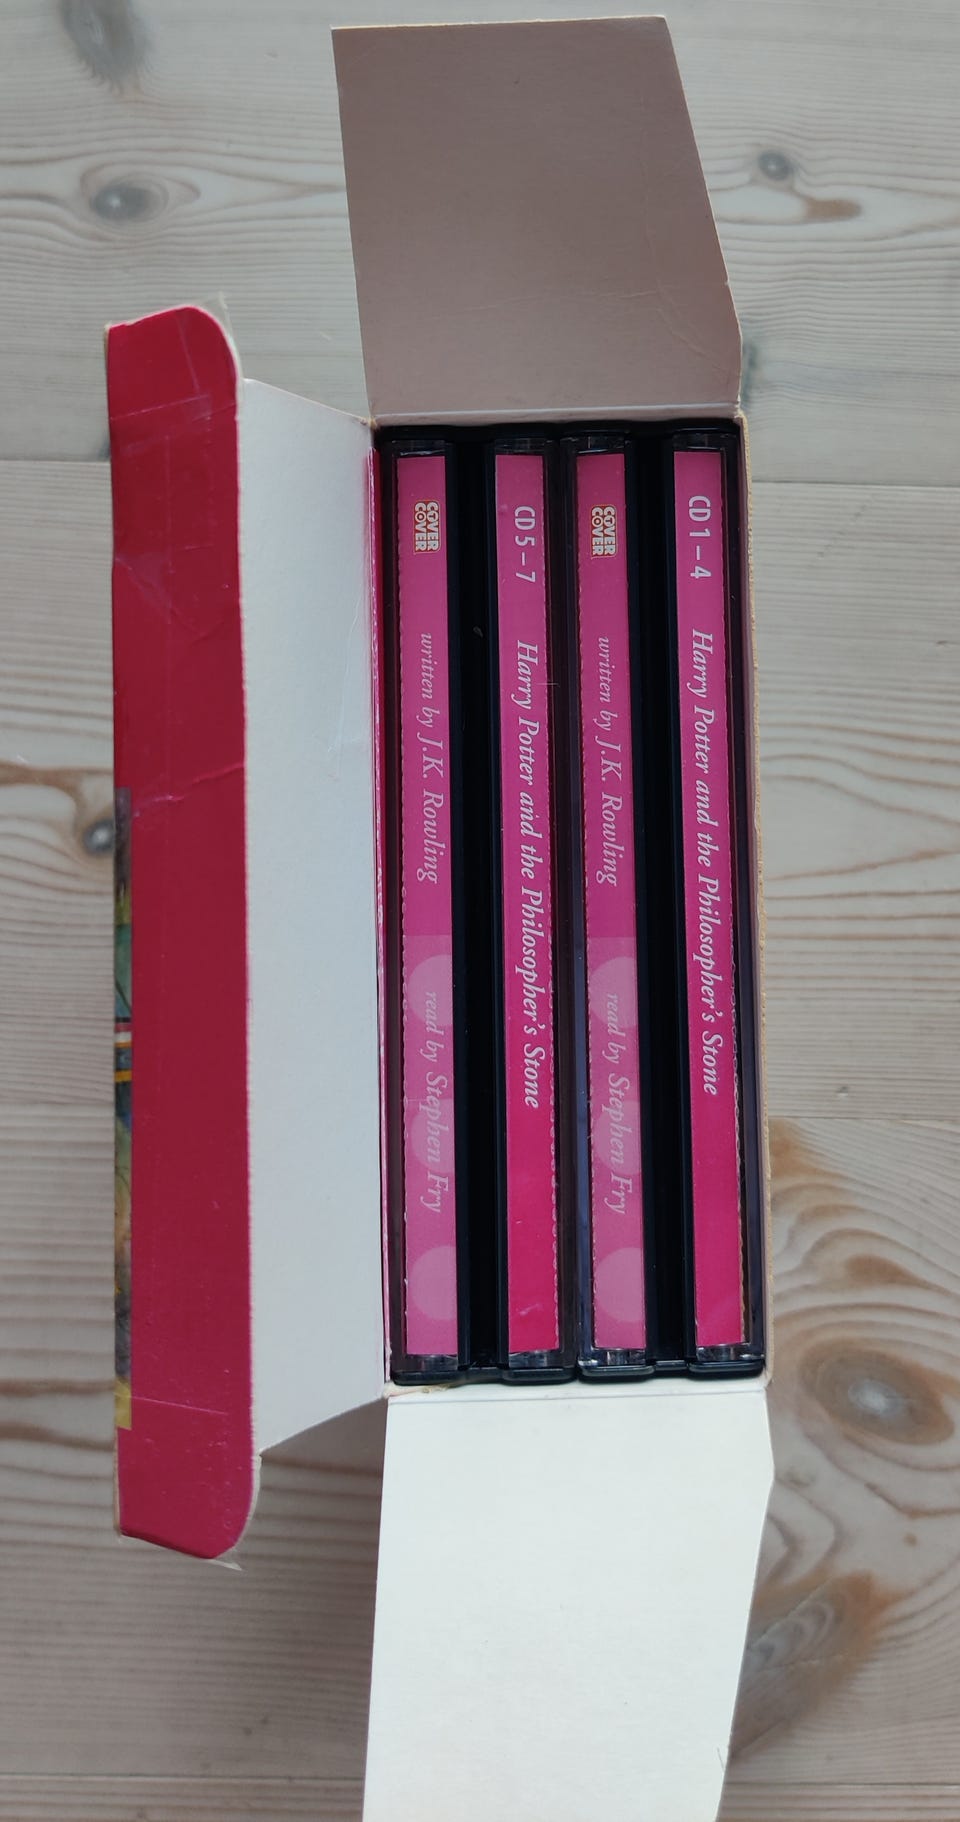 CD 1 – 4 Harry Potter and the Philosopher's Stone
COVER TO COVER written by J.K. Rowling read by Stephen Fry
CD 5 – 7 Harry Potter and the Philosopher's Stone
COVER TO COVER written by J.K. Rowling read by Stephen Fry